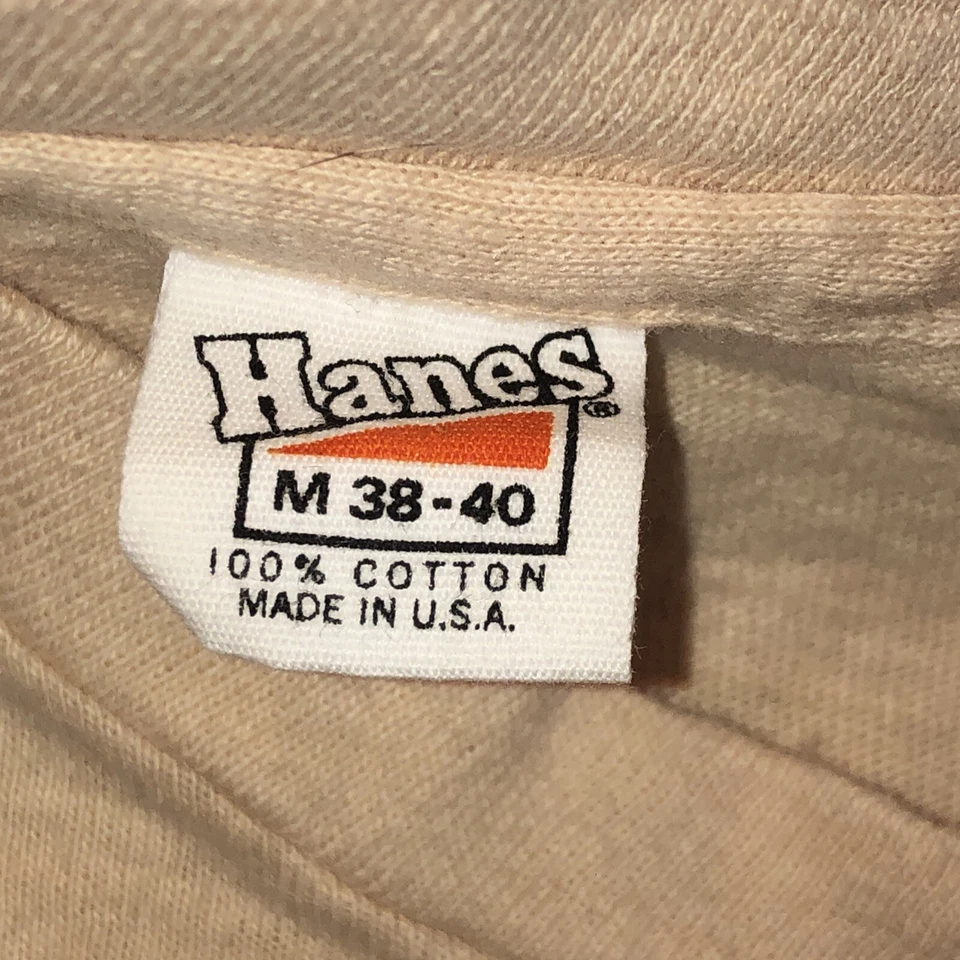 Hanes®
M 38-40
100% COTTON
MADE IN U.S.A.